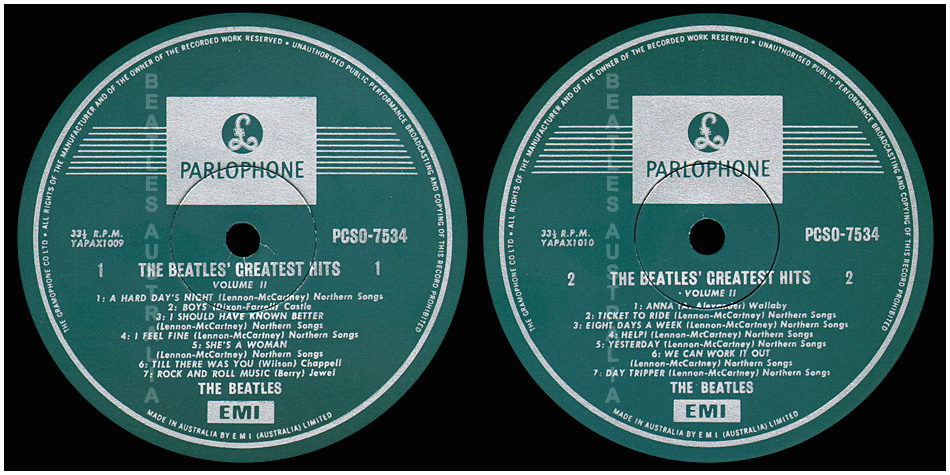 THE GRAMOPHONE CO LTD • ALL RIGHTS OF THE MANUFACTURER AND OF THE OWNER OF THE RECORDED WORK RESERVED • UNAUTHORISED PUBLIC PERFORMANCE BROADCASTING AND COPYING OF THIS RECORD PROHIBITED
BEATLES AUSTRALIA
£
PARLOPHONE
33⅓ R.P.M.
YAPAX1009
PCSO-7534
1 THE BEATLES' GREATEST HITS 1
VOLUME II
1: A HARD DAY'S NIGHT (Lennon-McCartney) Northern Songs
2: BOYS (Dixon-Farrell) Castle
3: I SHOULD HAVE KNOWN BETTER
(Lennon-McCartney) Northern Songs
4: I FEEL FINE (Lennon-McCartney) Northern Songs
5: SHE'S A WOMAN
(Lennon-McCartney) Northern Songs
6: TILL THERE WAS YOU (Wilson) Chappell
7: ROCK AND ROLL MUSIC (Berry) Jewel
THE BEATLES
EMI
MADE IN AUSTRALIA BY E M I (AUSTRALIA) LIMITED
THE GRAMOPHONE CO LTD • ALL RIGHTS OF THE MANUFACTURER AND OF THE OWNER OF THE RECORDED WORK RESERVED • UNAUTHORISED PUBLIC PERFORMANCE BROADCASTING AND COPYING OF THIS RECORD PROHIBITED
BEATLES AUSTRALIA
£
PARLOPHONE
33⅓ R.P.M.
YAPAX1010
PCSO-7534
2 THE BEATLES' GREATEST HITS 2
• VOLUME II
1: ANNA Alexander) Wallaby
2: TICKET TO RIDE (Lennon-McCartney) Northern Songs
3: EIGHT DAYS A WEEK (Lennon-McCartney) Northern Songs
4: HELP! (Lennon-McCartney) Northern Songs
5: YESTERDAY (Lennon-McCartney) Northern Songs
6: WE CAN WORK IT OUT
(Lennon-McCartney) Northern Songs
7: DAY TRIPPER (Lennon-McCartney) Northern Songs
THE BEATLES
EMI
MADE IN AUSTRALIA BY E M I (AUSTRALIA) LIMITED